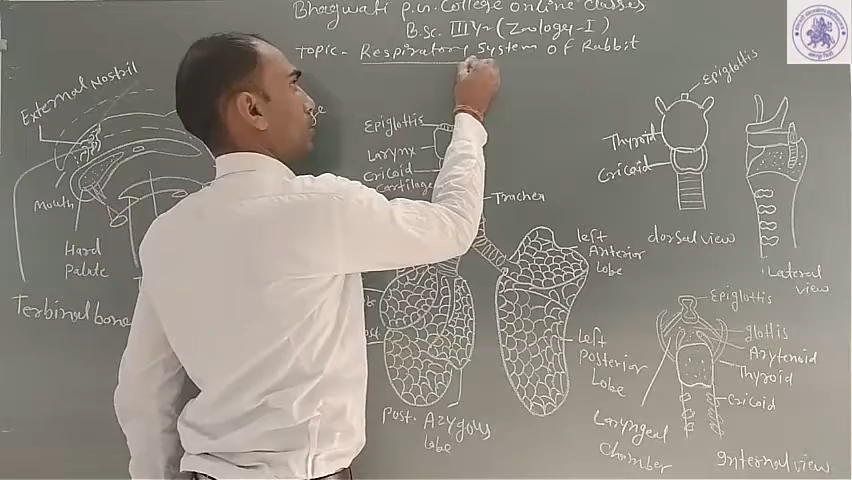 Bhagwati P.G. College online classes
B.Sc. III Yr (Zoology-I)
Topic- Respiratory System of Rabbit
External Nostril
Mouth
Hard
Palate
Terbinal bone
Epiglottis
Larynx
Cricoid
cartilage
Trachea
left
Anterior
lobe
left
Posterior
Lobe
Post. Azygous
lobe
Epiglottis
Thyroid
Cricoid
dorsal view
Lateral
view
Epiglottis
glottis
Arytenoid
Thyroid
Cricoid
Laryngeal
Chamber
Internal view